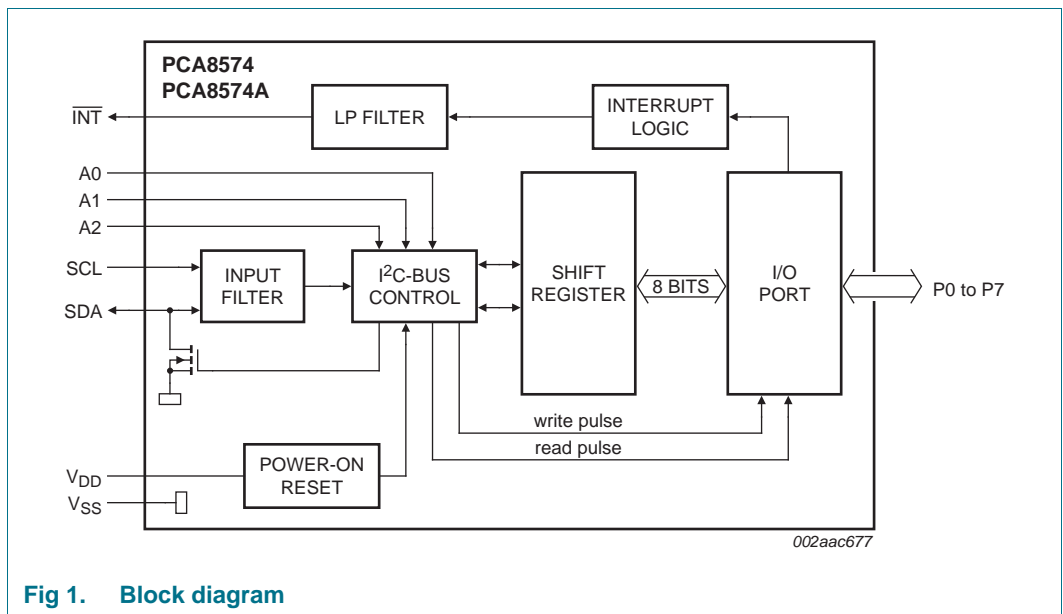 PCA8574
PCA8574A
INT
LP FILTER
INTERRUPT
LOGIC
A0
A1
A2
SCL
SDA
INPUT
FILTER
I²C-BUS
CONTROL
SHIFT
REGISTER
8 BITS
I/O
PORT
P0 to P7
write pulse
read pulse
POWER-ON
RESET
VDD
VSS
002aac677
Fig 1. Block diagram